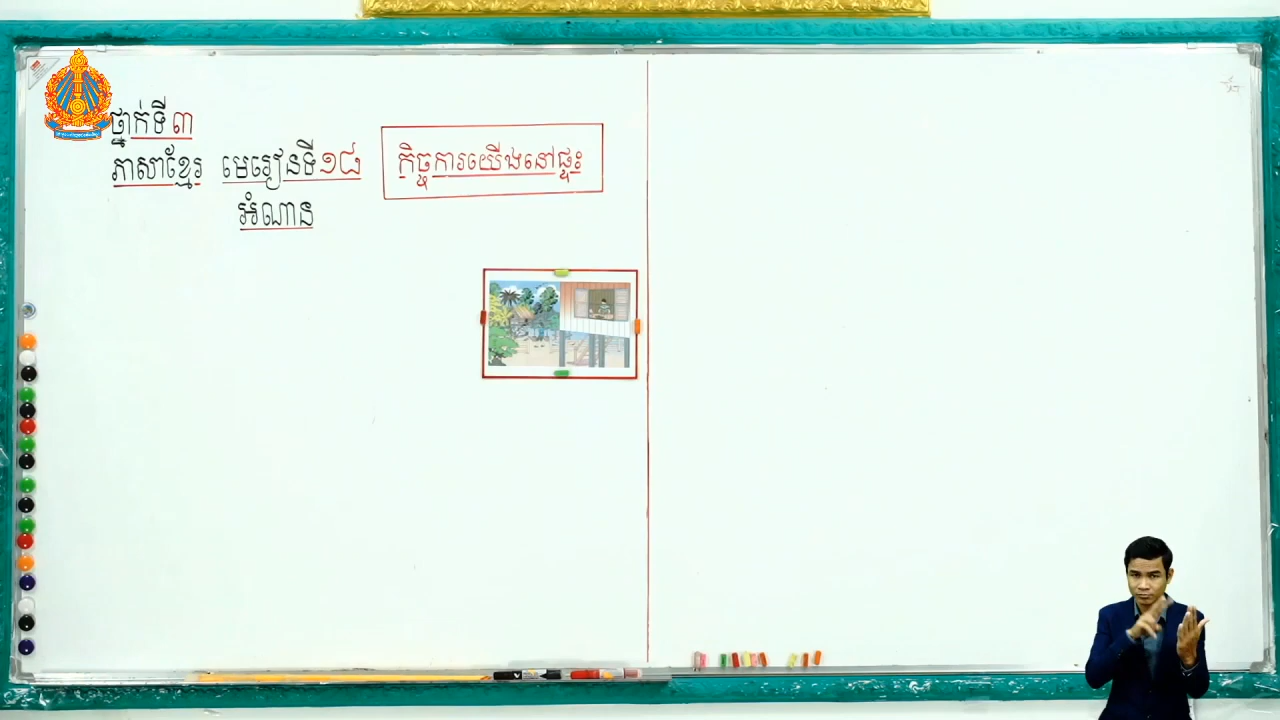 ថ្នាក់ទី ៣
ភាសាខ្មែរ មេរៀនទី១៨ កិច្ចការយើងនៅផ្ទះ
អំណាន